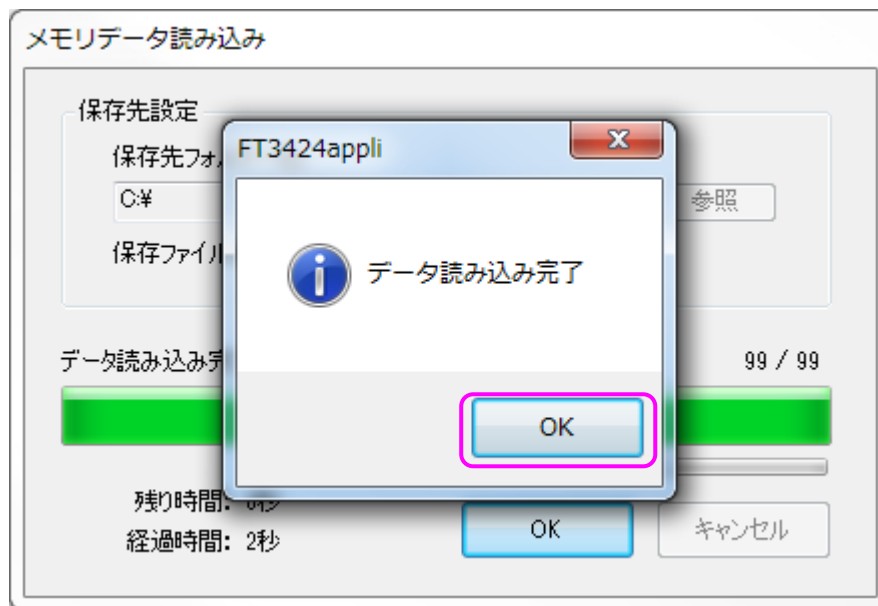 メモリデータ読み込み
保存先設定
保存先フォ
FT3424appli
C:¥
参照
保存ファイル
データ読み込み完了
データ読み込み完
99 / 99
OK
残り時間:
経過時間: 2秒
OK
キャンセル